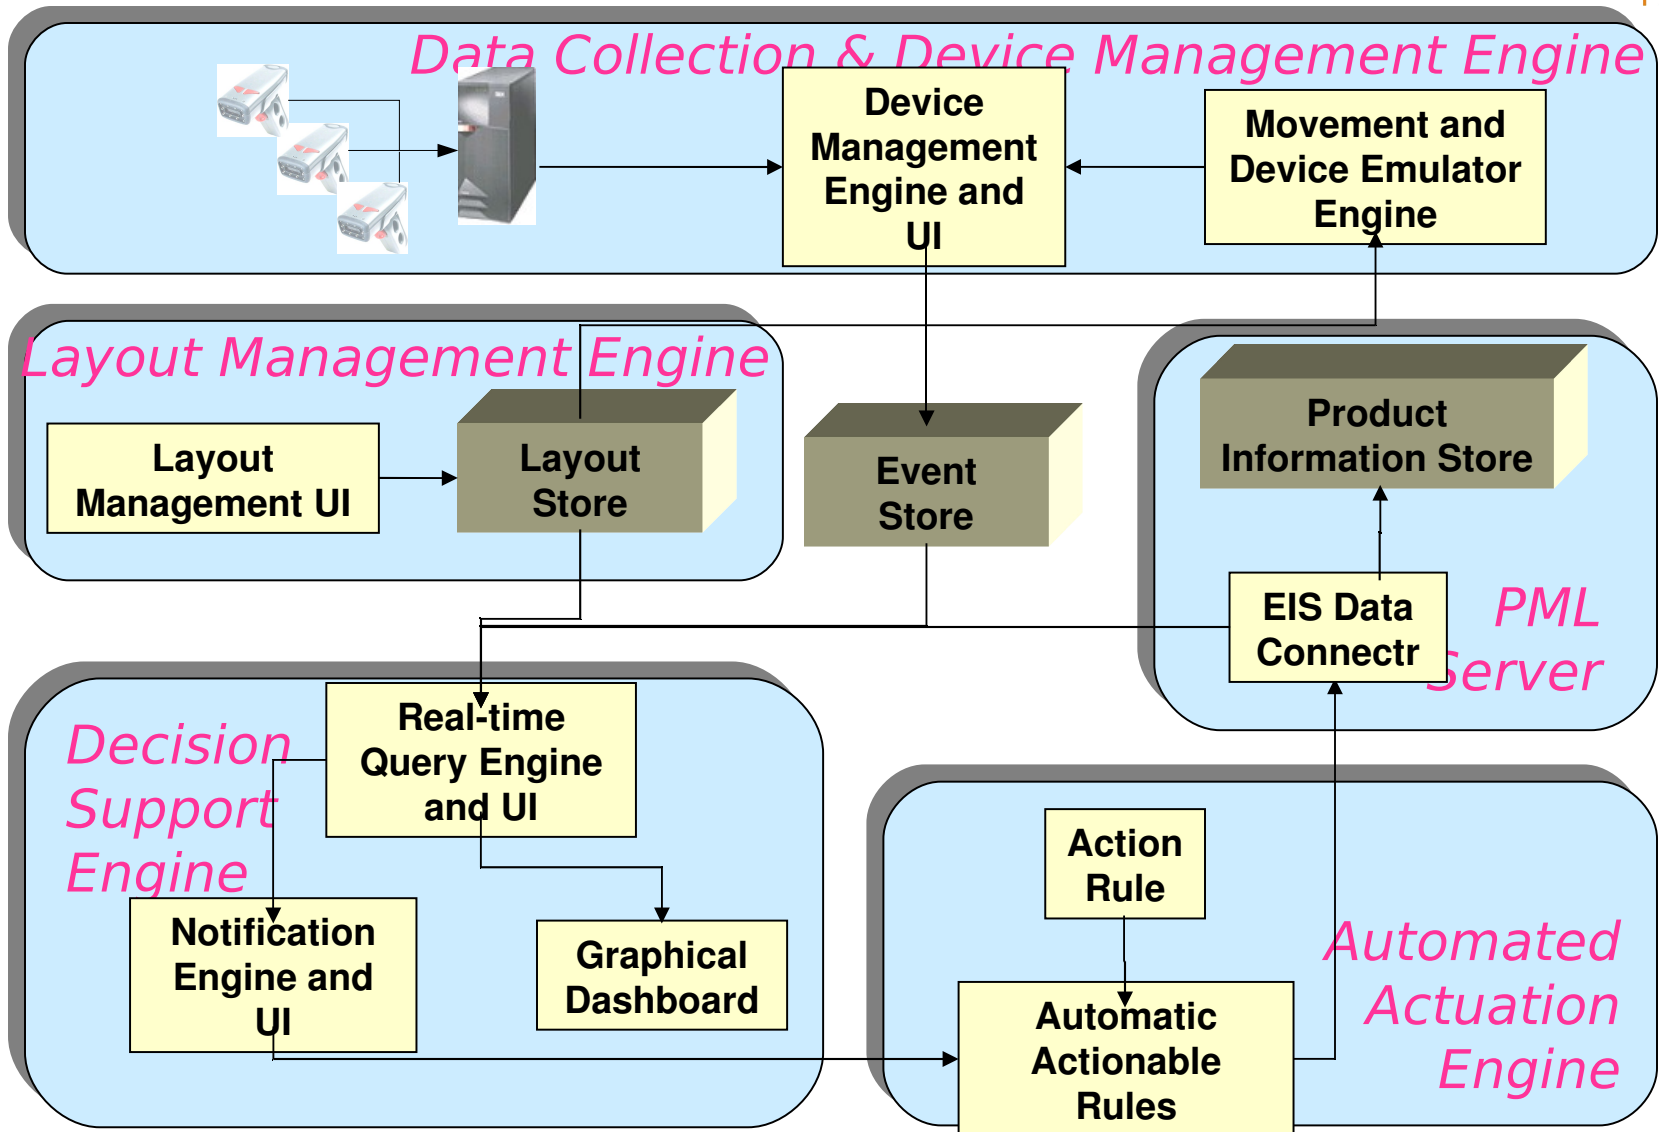 Data Collection & Device Management Engine
Device
Management
Engine and
UI
Movement and
Device Emulator
Engine
Layout Management Engine
Layout
Management UI
Layout
Store
Event
Store
Product
Information Store
EIS Data
Connectr
PML
Server
Decision
Support
Engine
Real-time
Query Engine
and UI
Notification
Engine and
UI
Graphical
Dashboard
Action
Rule
Automatic
Actionable
Rules
Automated
Actuation
Engine